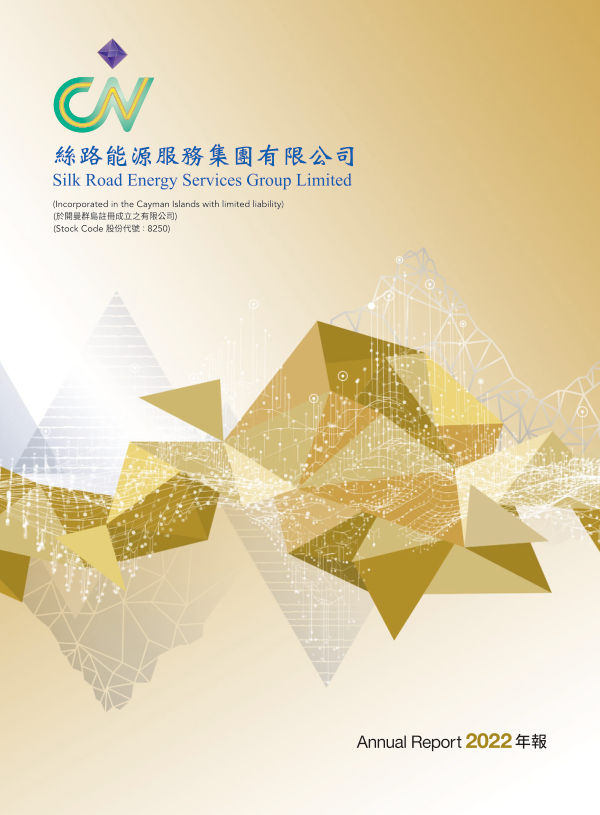 CN
絲路能源服務集團有限公司
Silk Road Energy Services Group Limited
(Incorporated in the Cayman Islands with limited liability)
(於開曼群島註冊成立之有限公司)
(Stock Code 股份代號：8250)
Annual Report 2022 年報